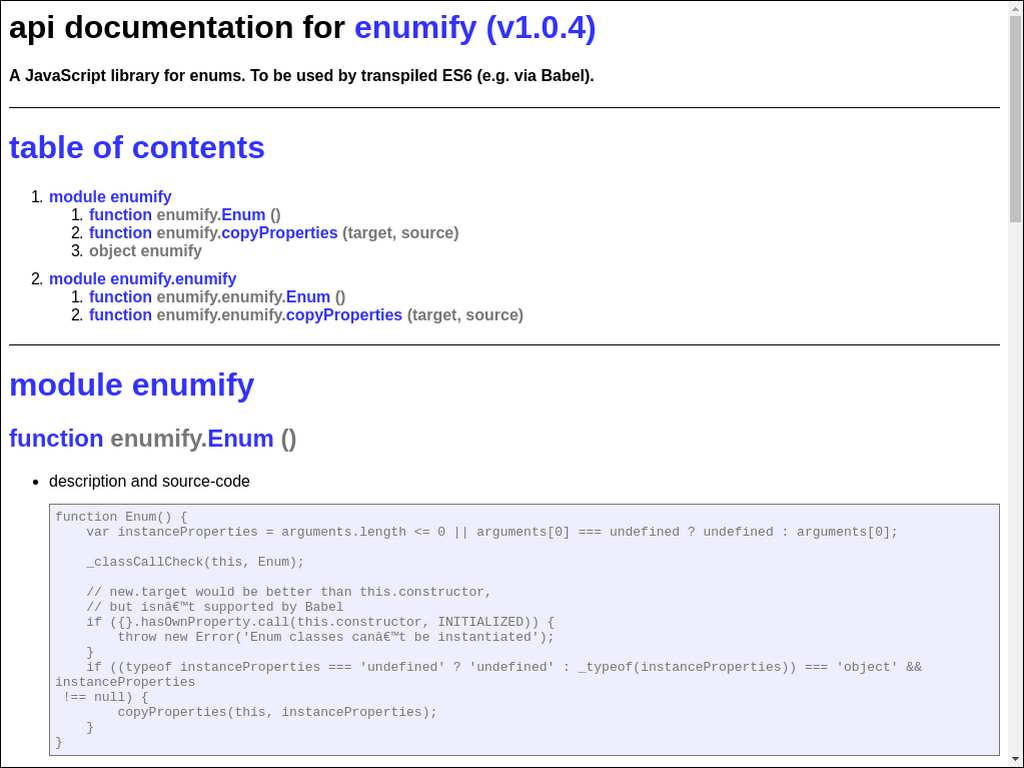 api documentation for enumify (v1.0.4)
A JavaScript library for enums. To be used by transpiled ES6 (e.g. via Babel).
table of contents
1. module enumify
1. function enumify.Enum ()
2. function enumify.copyProperties (target, source)
3. object enumify
2. module enumify.enumify
1. function enumify.enumify.Enum ()
2. function enumify.enumify.copyProperties (target, source)
module enumify
function enumify.Enum ()
• description and source-code
function Enum() {
    var instanceProperties = arguments.length <= 0 || arguments[0] === undefined ? undefined : arguments[0];
    _classCallCheck(this, Enum);
    // new.target would be better than this.constructor,
    // but isnâ€™t supported by Babel
    if ({}.hasOwnProperty.call(this.constructor, INITIALIZED)) {
        throw new Error('Enum classes canâ€™t be instantiated');
    }
    if ((typeof instanceProperties === 'undefined' ? 'undefined' : _typeof(instanceProperties)) === 'object' &&
instanceProperties
 !== null) {
        copyProperties(this, instanceProperties);
    }
}